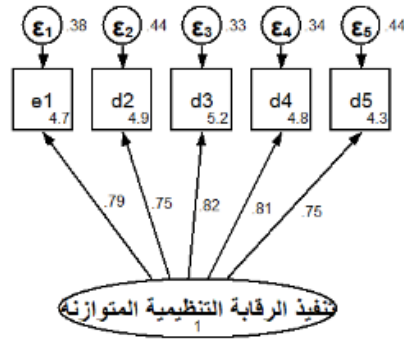 ε1 .38 ε2 .44 ε3 .33 ε4 .34 ε5 .44
e1 d2 d3 d4 d5
4.7 4.9 5.2 4.8 4.3
.79 .75 .82 .81 .75
تنفيذ الرقابة التنظيمية المتوازنه
1